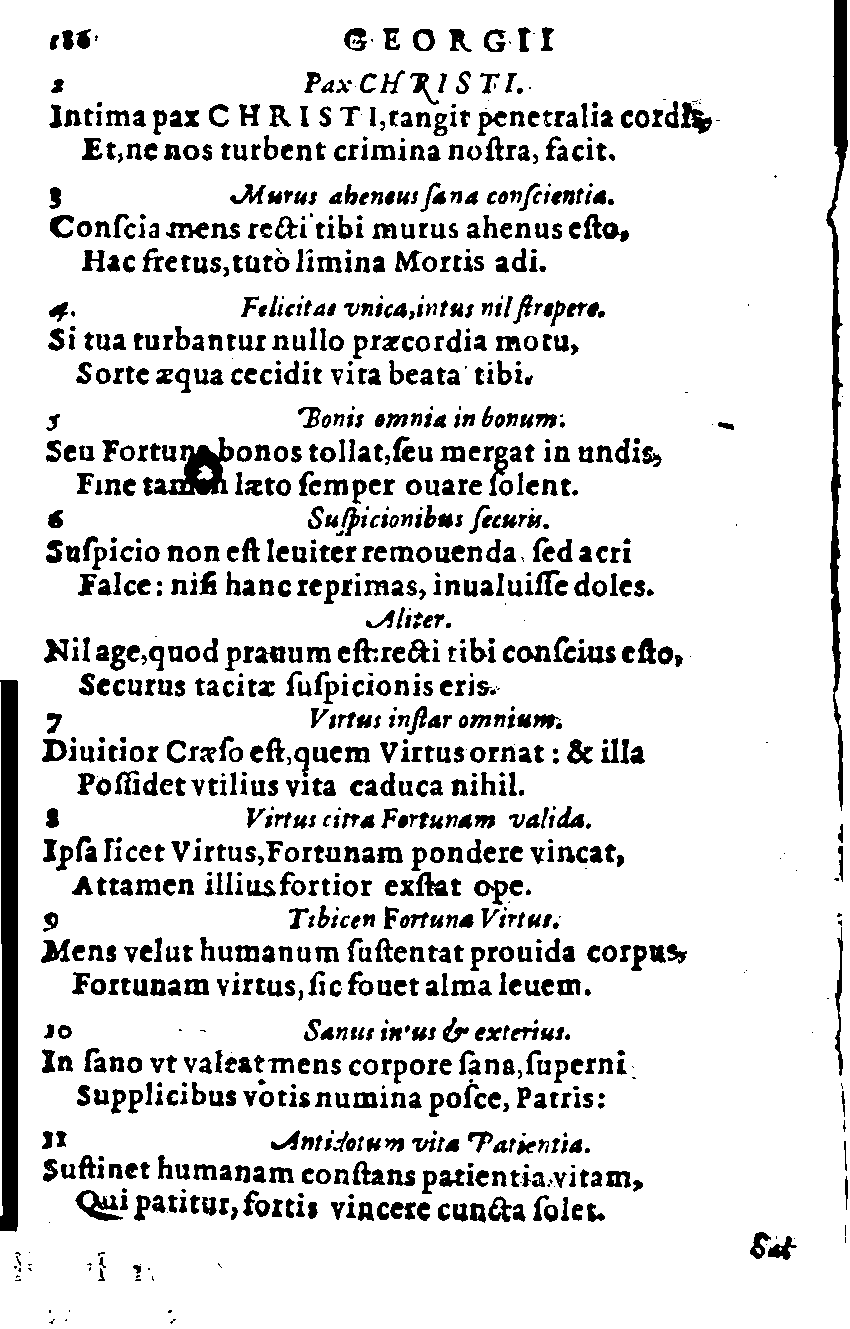 186 GEORGII
2 Pax CHRISTI.
Intima pax CHRISTI, tangit penetralia cordis,
Et, ne nos turbent crimina noſtra, facit.
3 Murus aheneus ſana conſcientia.
Conſcia mens recti tibi murus ahenus eſto,
Hac fretus, tutò limina Mortis adi.
4. Felicitas vnica, intus nil ſtrepere.
Si tua turbantur nullo præcordia motu,
Sorte æqua cecidit vita beata tibi.
5 Bonis omnia in bonum.
Seu Fortuna bonos tollat, ſeu mergat in undis,
Fine tamen læto ſemper ouare ſolent.
6 Suſpicionibus ſecuris.
Suſpicio non eſt leuiter remouenda, ſed acri
Falce: niſi hanc reprimas, inualuiſſe doles.
Aliter.
Nil age, quod prauum eſt: recti tibi conſcius eſto,
Securus tacitæ ſuſpicionis eris.
7 Virtus inſtar omnium.
Diuitior Cræſo eſt, quem Virtus ornat: & illa
Poſſidet vtilius vita caduca nihil.
8 Virtus citra Fortunam valida.
Ipſa licet Virtus, Fortunam pondere vincat,
Attamen illius fortior exſtat ope.
9 Tibicen Fortuna Virtus.
Mens velut humanum ſuſtentat prouida corpus,
Fortunam virtus, ſic fouet alma leuem.
10 Sanus intus & exterius.
In ſano vt valeat mens corpore ſana, ſuperni
Supplicibus votis numina poſce, Patris:
11 Antidotum vita Patientia.
Suſtinet humanam conſtans patientia vitam,
Qui patitur, fortis vincere cuncta ſolet.
Sat